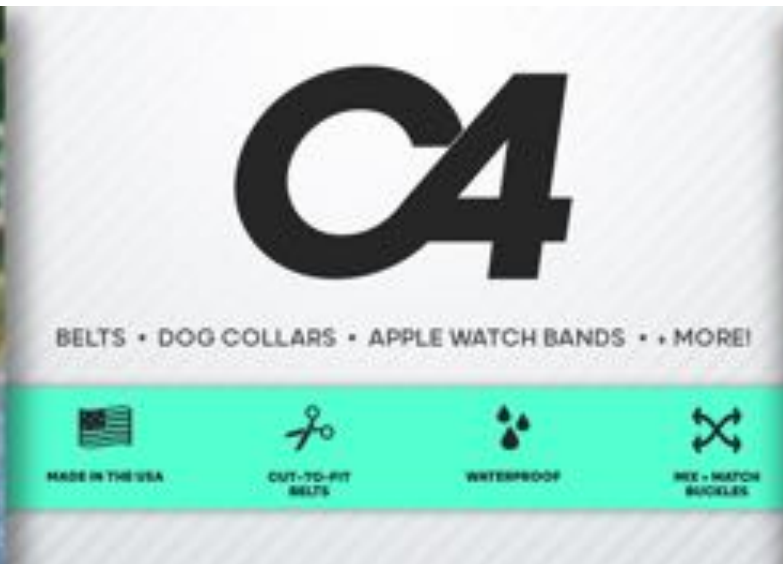 C4
BELTS • DOG COLLARS • APPLE WATCH BANDS • + MORE!
MADE IN THE USA
CUT-TO-FIT
BELTS
WATERPROOF
MIX + MATCH
BUCKLES